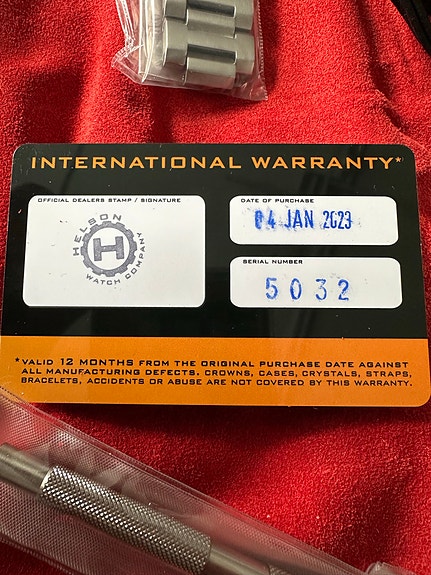 INTERNATIONAL WARRANTY*
OFFICIAL DEALERS STAMP / SIGNATURE
HELSON
H
WATCH COMPANY
DATE OF PURCHASE
04 JAN 2023
SERIAL NUMBER
5032
*VALID 12 MONTHS FROM THE ORIGINAL PURCHASE DATE AGAINST
ALL MANUFACTURING DEFECTS. CROWNS, CASES, CRYSTALS, STRAPS,
BRACELETS, ACCIDENTS OR ABUSE ARE NOT COVERED BY THIS WARRANTY.